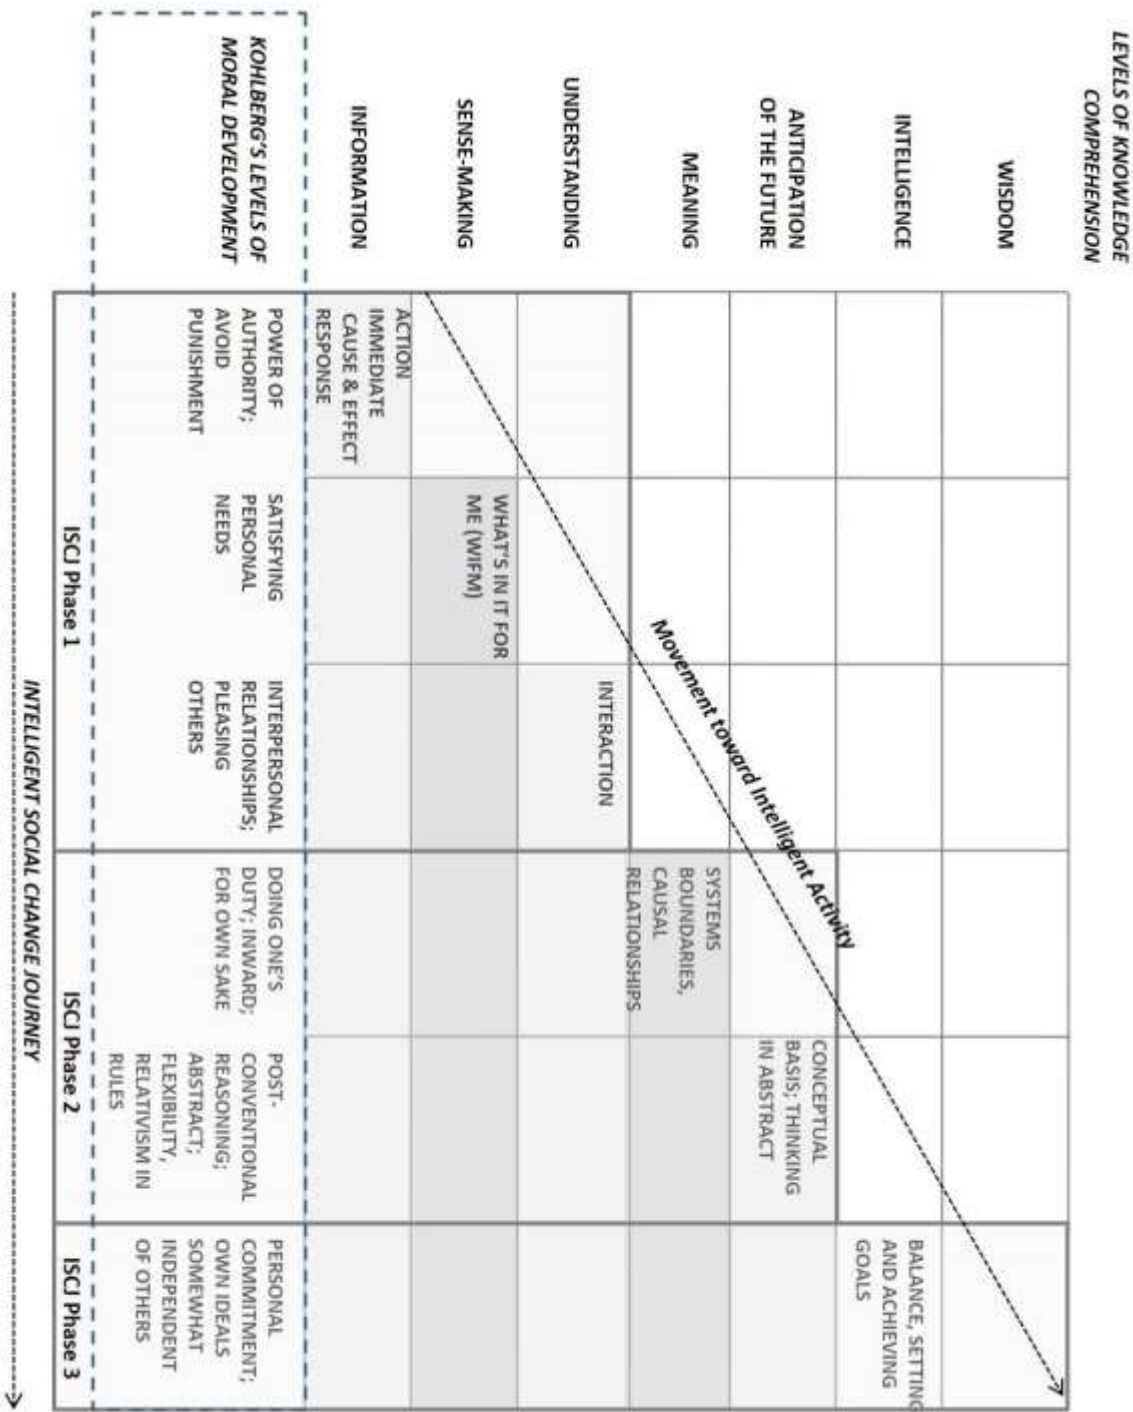 LEVELS OF KNOWLEDGE
COMPREHENSION
WISDOM
INTELLIGENCE
BALANCE, SETTING
AND ACHIEVING
GOALS
ANTICIPATION
OF THE FUTURE
CONCEPTUAL
BASIS; THINKING
IN ABSTRACT
MEANING
SYSTEMS
BOUNDARIES,
CAUSAL
RELATIONSHIPS
Movement toward Intelligent Activity
UNDERSTANDING
INTERACTION
SENSE-MAKING
WHAT'S IN IT FOR
ME (WIFM)
INFORMATION
ACTION
IMMEDIATE
CAUSE & EFFECT
RESPONSE
KOHLBERG'S LEVELS OF
MORAL DEVELOPMENT
POWER OF
AUTHORITY;
AVOID
PUNISHMENT
SATISFYING
PERSONAL
NEEDS
INTERPERSONAL
RELATIONSHIPS;
PLEASING
OTHERS
DOING ONE'S
DUTY; INWARD;
FOR OWN SAKE
POST-
CONVENTIONAL
REASONING;
ABSTRACT;
FLEXIBILITY,
RELATIVISM IN
RULES
PERSONAL
COMMITMENT;
OWN IDEALS
SOMEWHAT
INDEPENDENT
OF OTHERS
ISCJ Phase 1
ISCJ Phase 2
ISCJ Phase 3
INTELLIGENT SOCIAL CHANGE JOURNEY